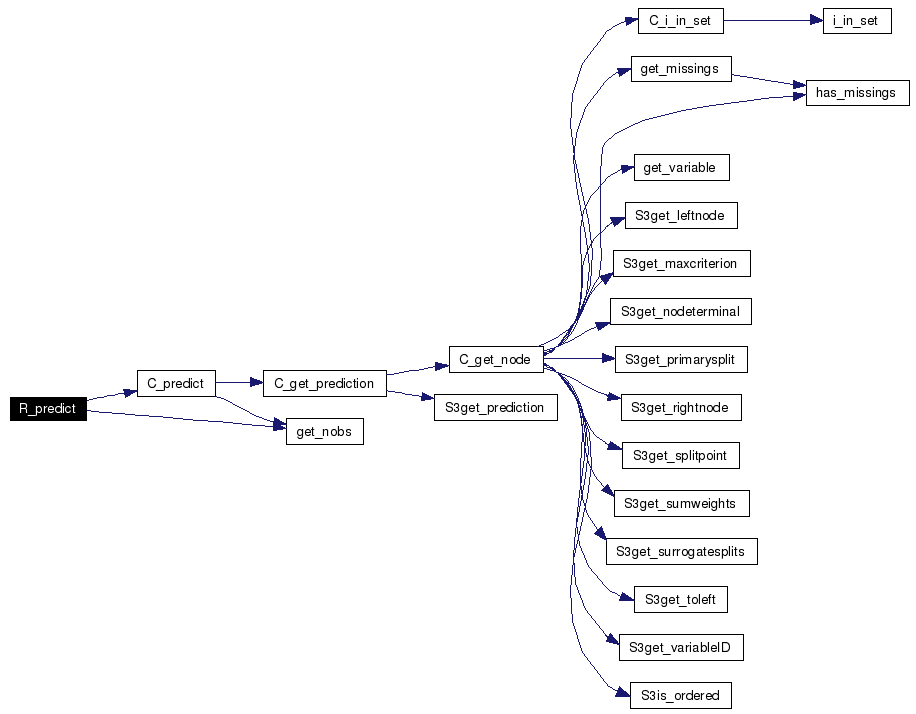 C_i_in_set
i_in_set
get_missings
has_missings
get_variable
S3get_leftnode
S3get_maxcriterion
S3get_nodeterminal
C_get_node
S3get_primarysplit
C_predict
C_get_prediction
R_predict
S3get_prediction
S3get_rightnode
get_nobs
S3get_splitpoint
S3get_sumweights
S3get_surrogatesplits
S3get_toleft
S3get_variableID
S3is_ordered